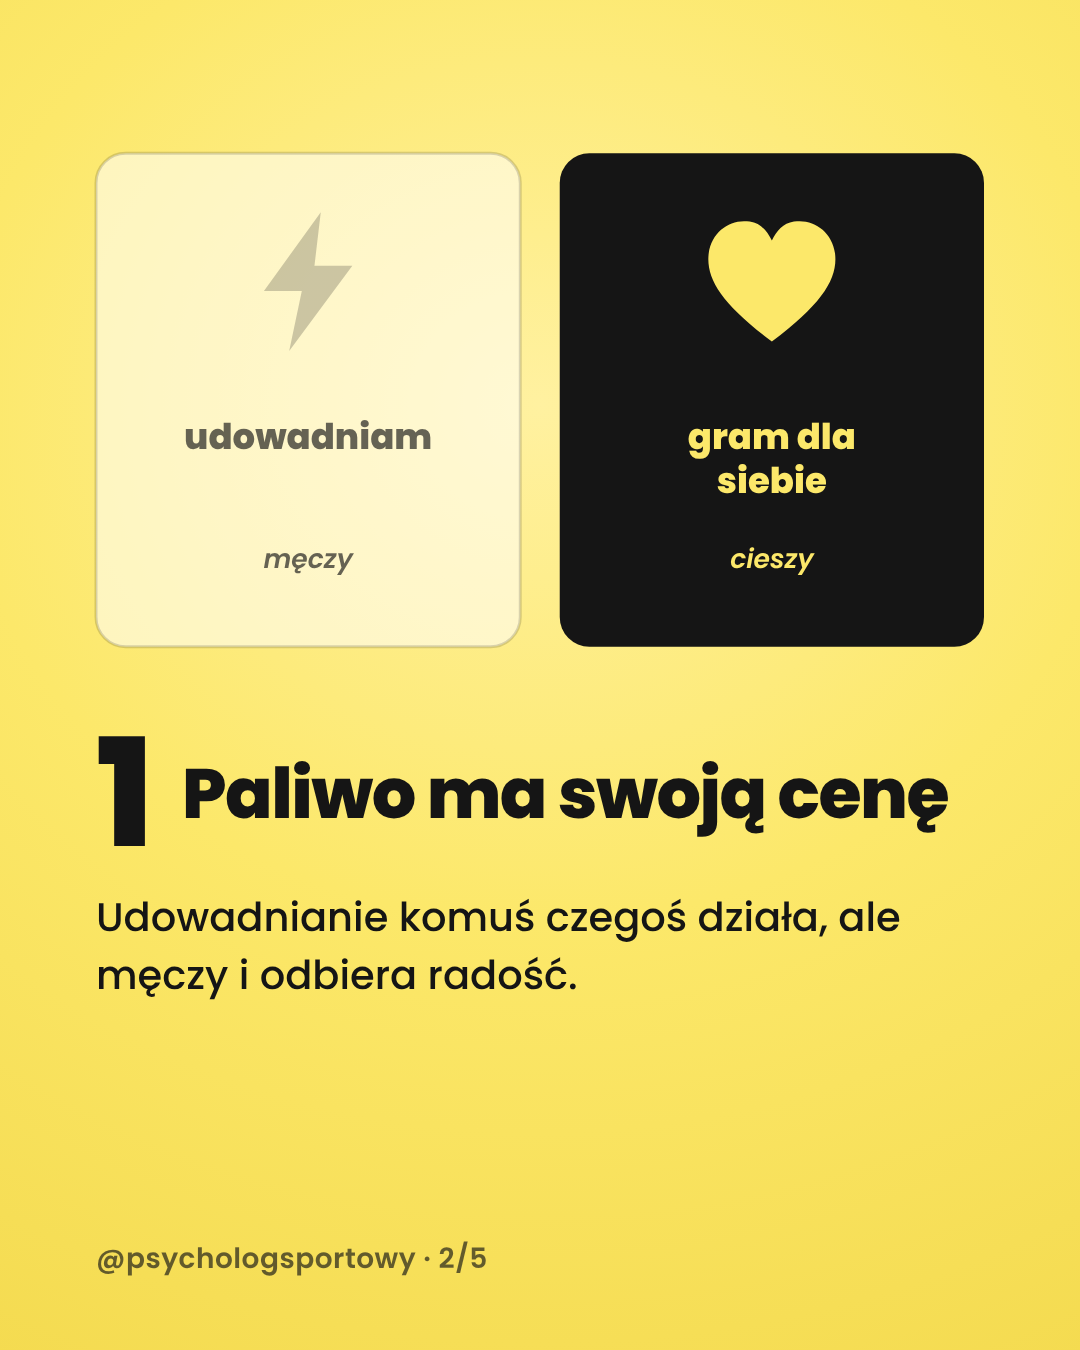 udowadniam
męczy
gram dla
siebie
cieszy
1 Paliwo ma swoją cenę
Udowadnianie komuś czegoś działa, ale
męczy i odbiera radość.
@psychologsportowy · 2/5